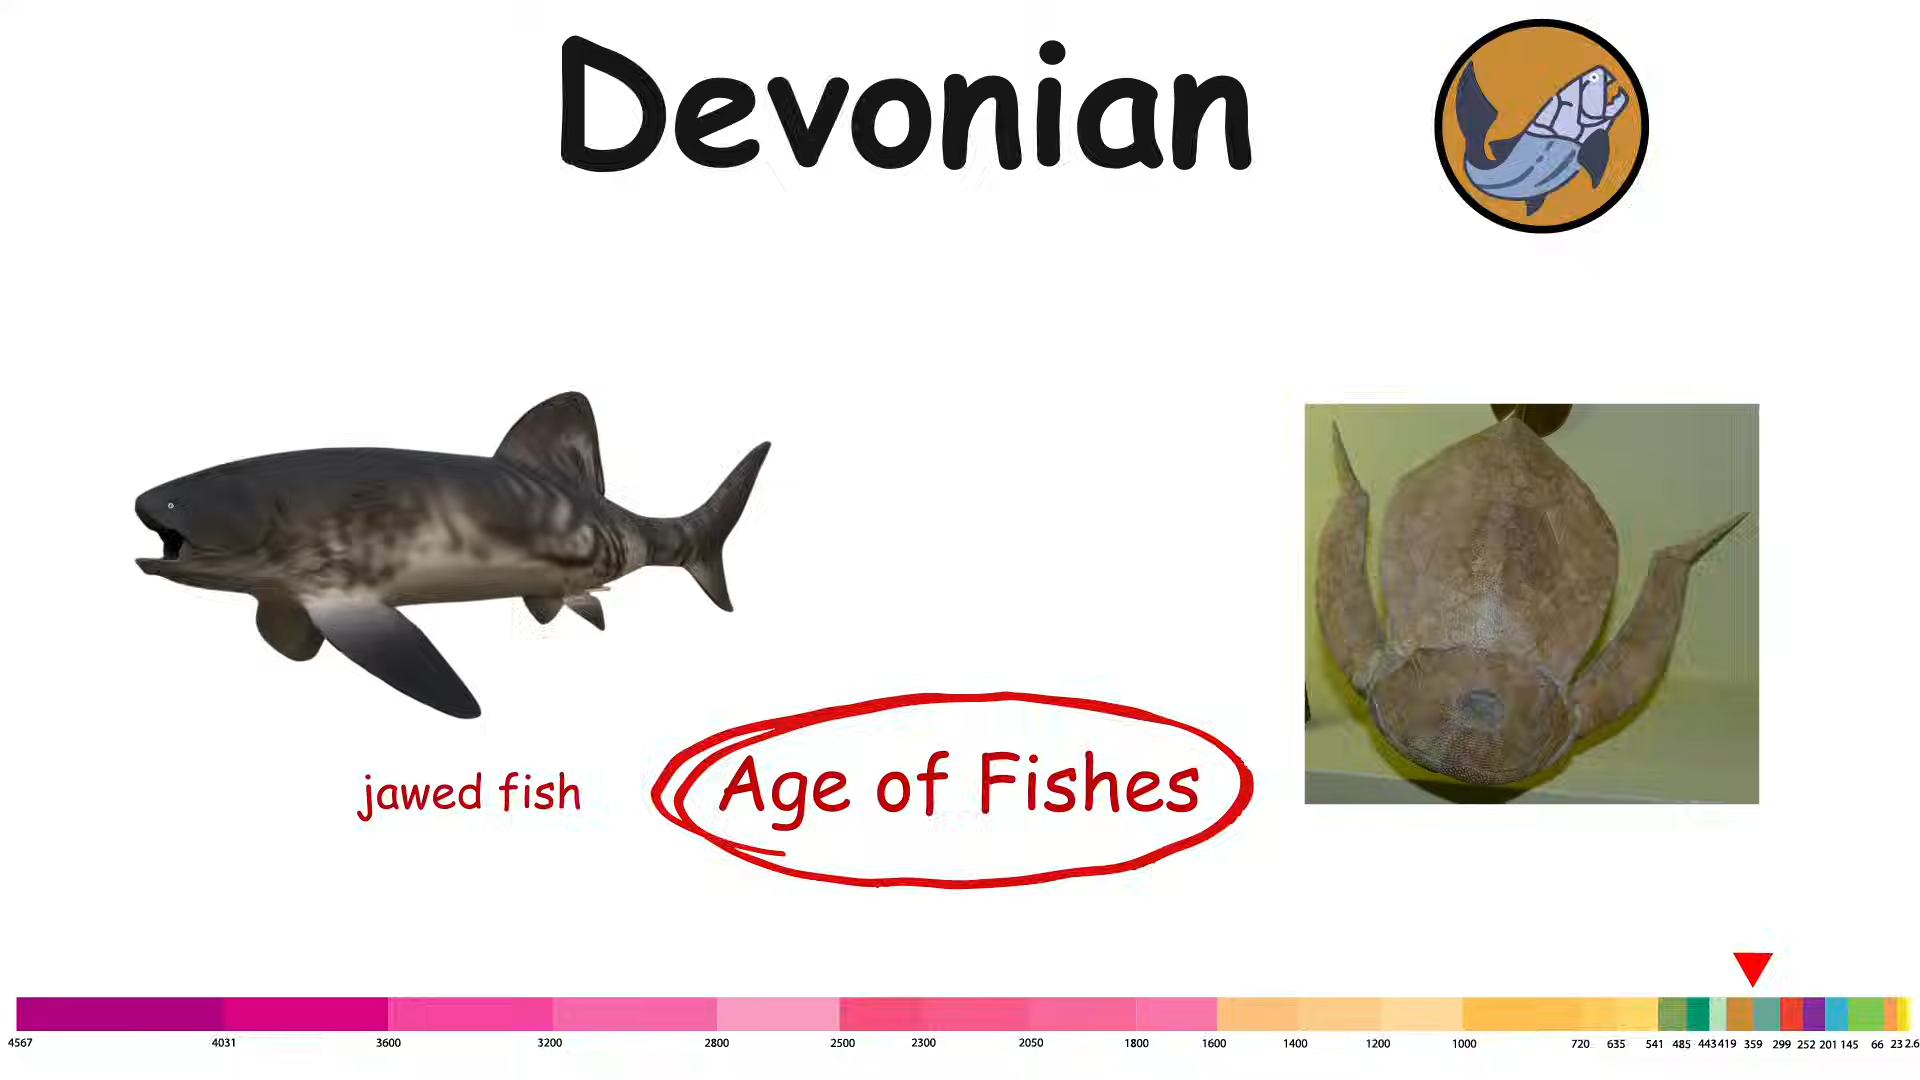 Devonian
jawed fish
Age of Fishes
4567 4031 3600 3200 2800 2500 2300 2050 1800 1600 1400 1200 1000 720 635 541 485 443 419 359 299 252 201 145 66 23 2.6